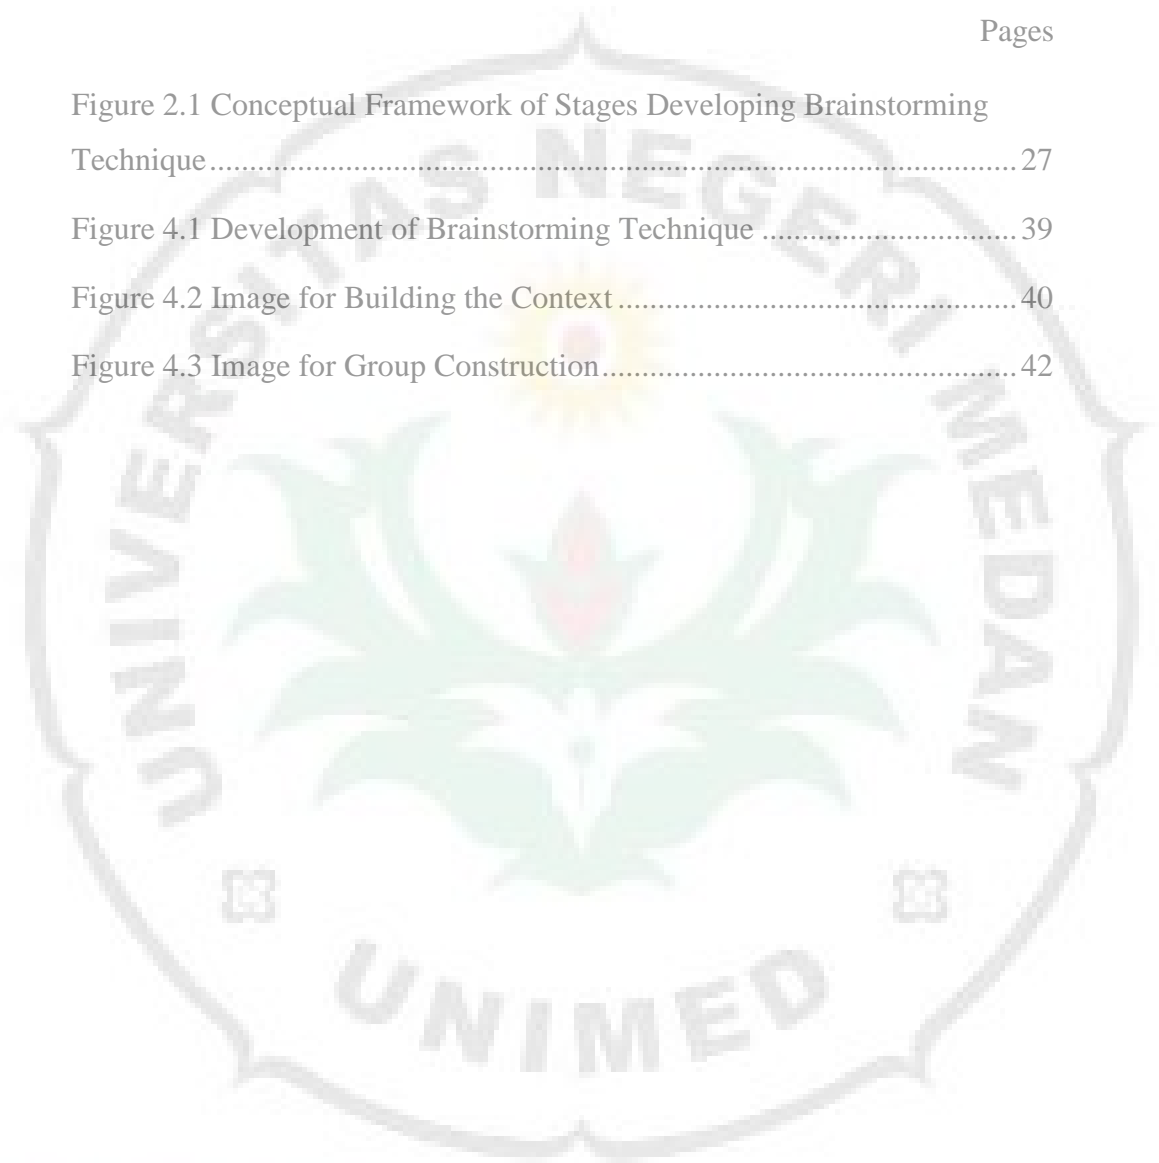 Pages
Figure 2.1 Conceptual Framework of Stages Developing Brainstorming
Technique.................................................................................................... 27
Figure 4.1 Development of Brainstorming Technique ................................ 39
Figure 4.2 Image for Building the Context .................................................. 40
Figure 4.3 Image for Group Construction.................................................... 42
UNIVERSITAS NEGERI MEDAN
UNIMED